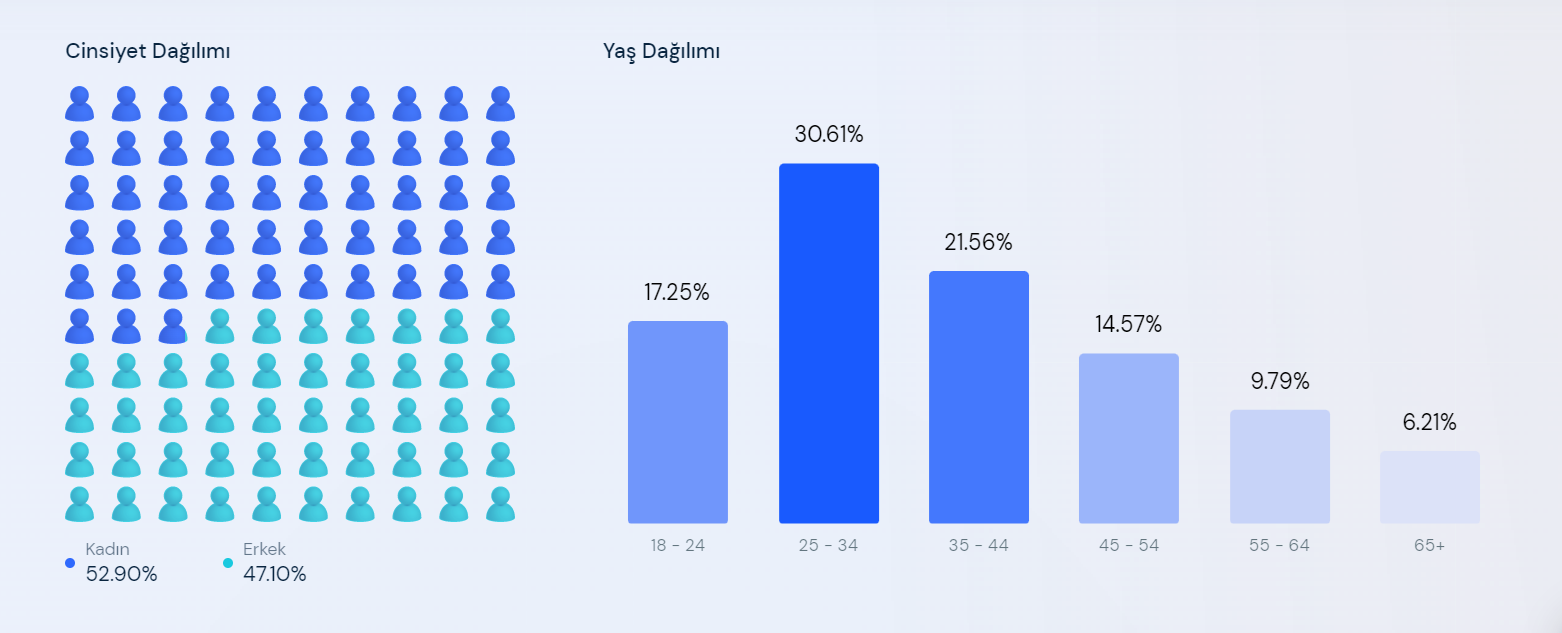 Cinsiyet Dağılımı
Kadın
52.90%
Erkek
47.10%
Yaş Dağılımı
17.25%
30.61%
21.56%
14.57%
9.79%
6.21%
18 - 24
25 - 34
35 - 44
45 - 54
55 - 64
65+